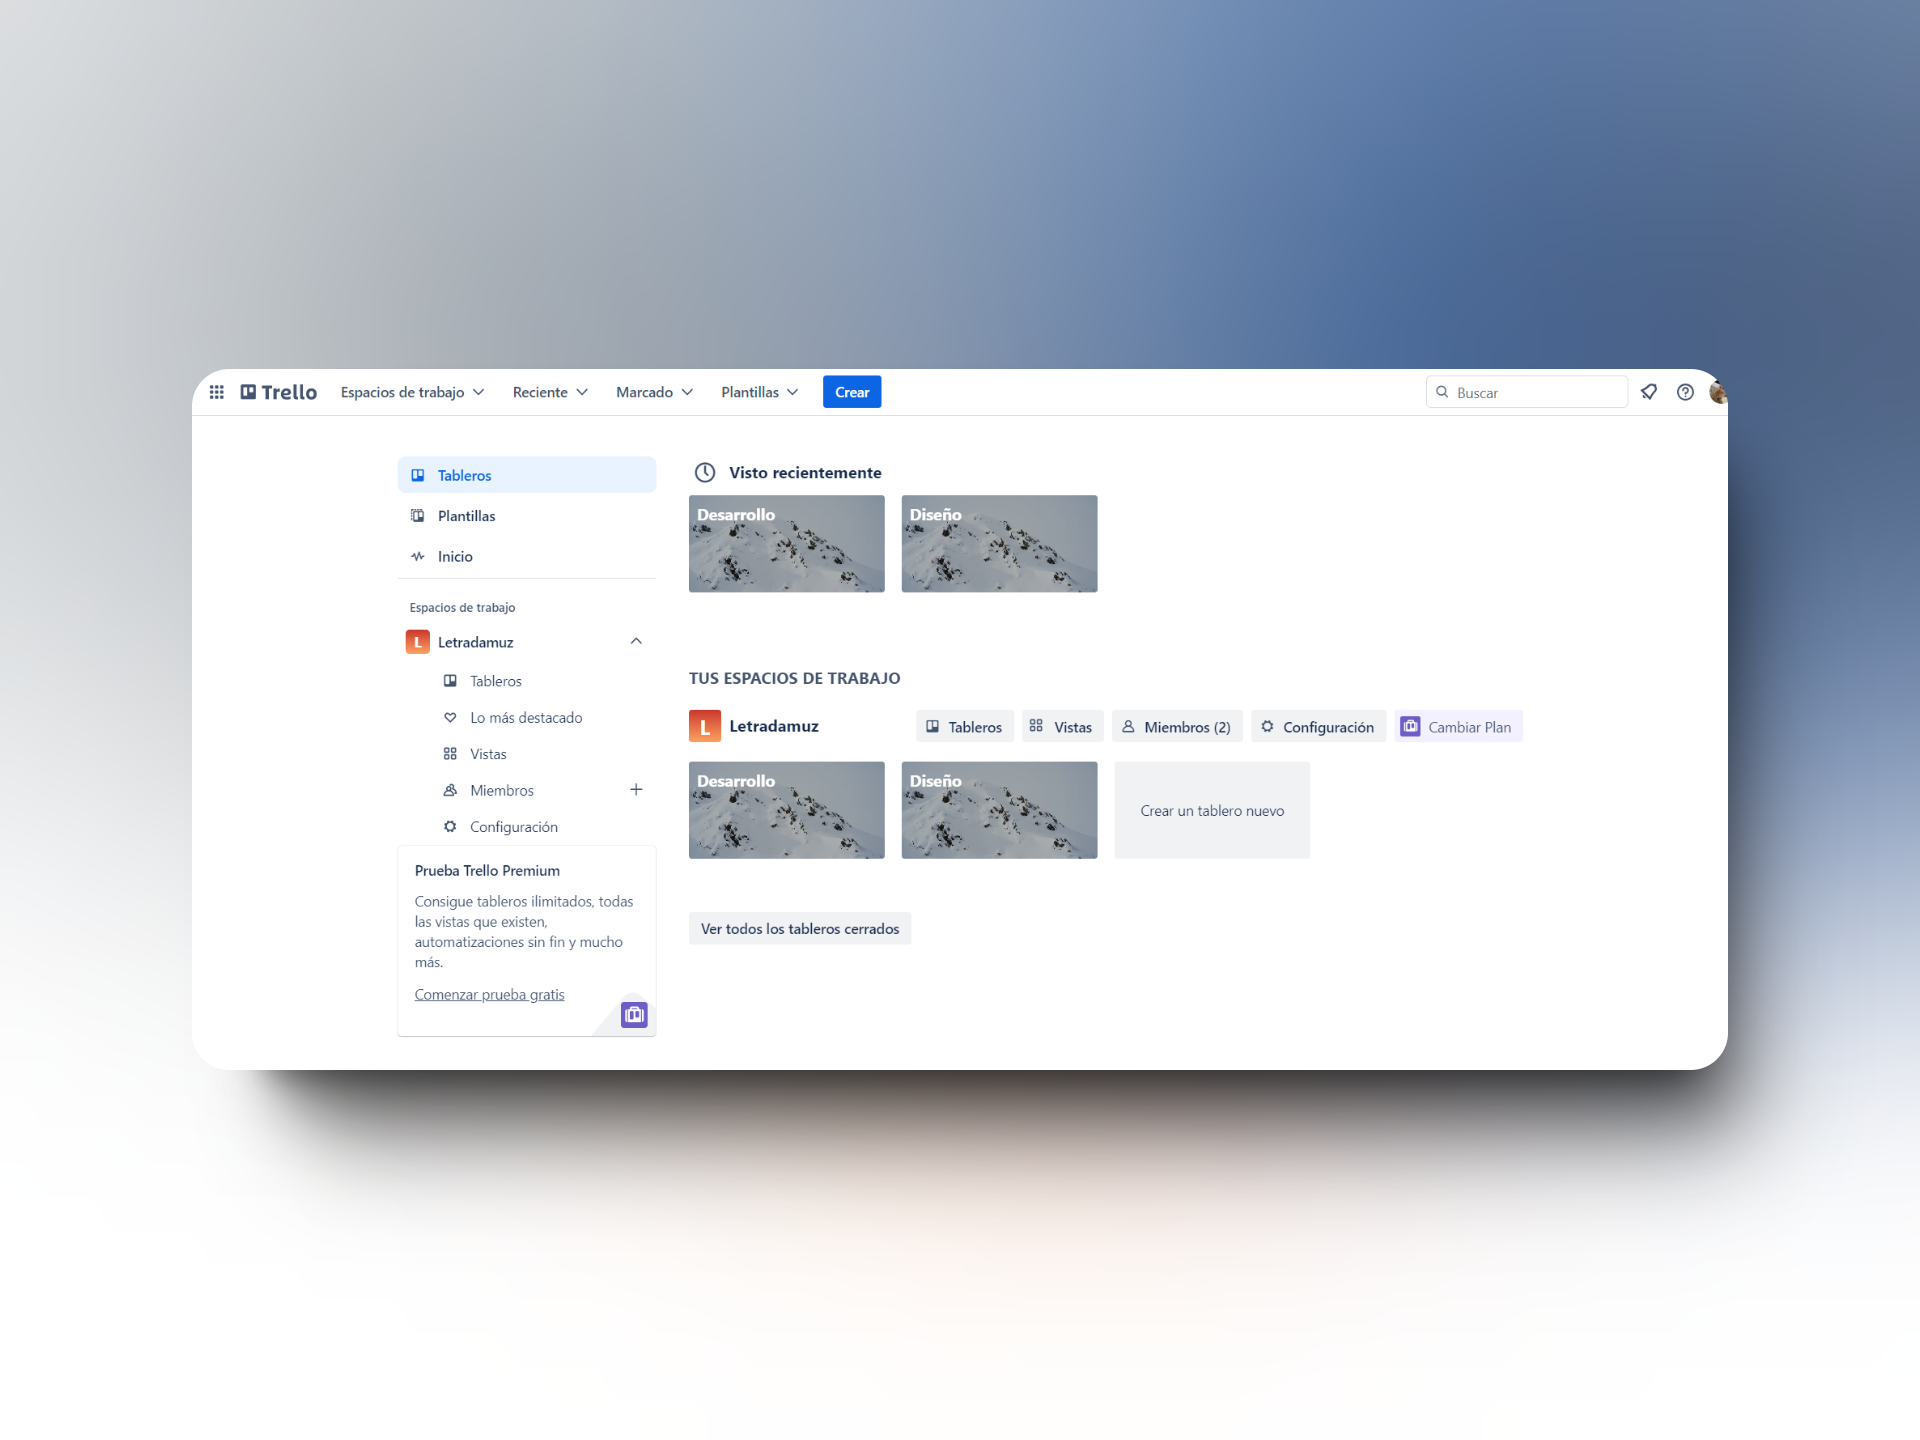 Trello
Espacios de trabajo
Reciente
Marcado
Plantillas
Crear
Buscar
Tableros
Plantillas
Inicio
Espacios de trabajo
L Letradamuz
Tableros
Lo más destacado
Vistas
Miembros
Configuración
Prueba Trello Premium
Consigue tableros ilimitados, todas
las vistas que existen,
automatizaciones sin fin y mucho
más.
Comenzar prueba gratis
Visto recientemente
Desarrollo
Diseño
TUS ESPACIOS DE TRABAJO
L Letradamuz
Tableros
Vistas
Miembros (2)
Configuración
Cambiar Plan
Desarrollo
Diseño
Crear un tablero nuevo
Ver todos los tableros cerrados